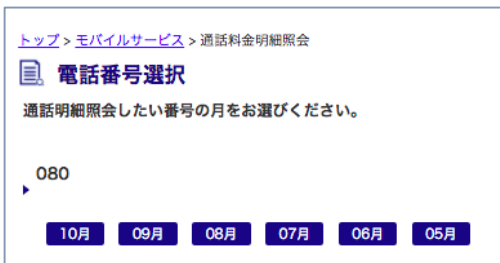 トップ > モバイルサービス > 通話料金明細照会
電話番号選択
通話明細照会したい番号の月をお選びください。
080
10月 09月 08月 07月 06月 05月